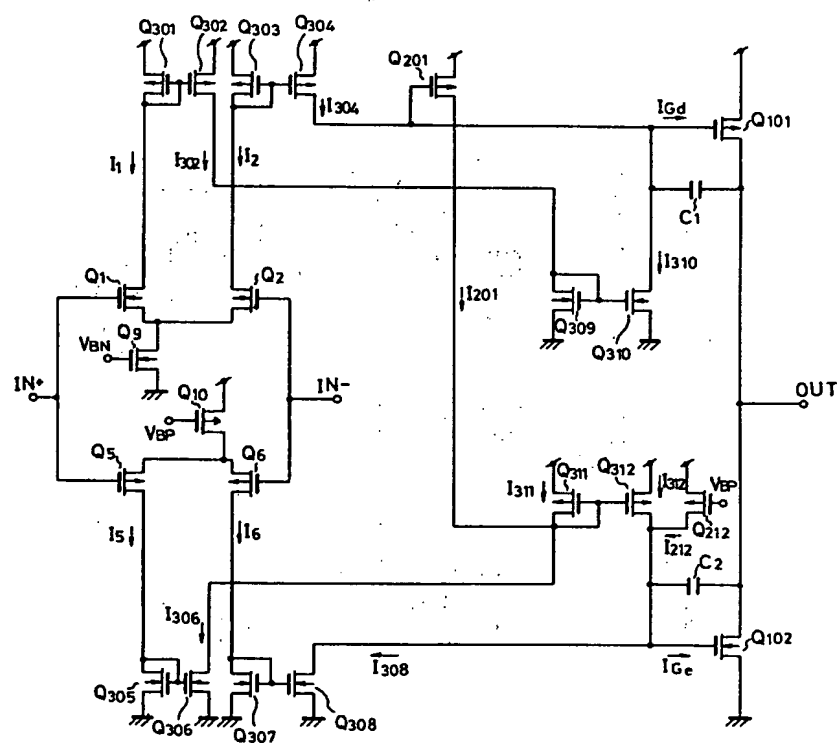 Q301
Q302
Q303
Q304
Q201
I304
IGd
Q101
I1
I302
I2
C1
I310
Q1
Q2
I201
Q309
Q310
Q9
VBN
IN+
Q10
IN-
VBP
OUT
Q5
Q6
Q311
Q312
I311
I312
VBP
Q212
I212
I5
I6
C2
I306
Q102
I308
IGe
Q305
Q306
Q307
Q308